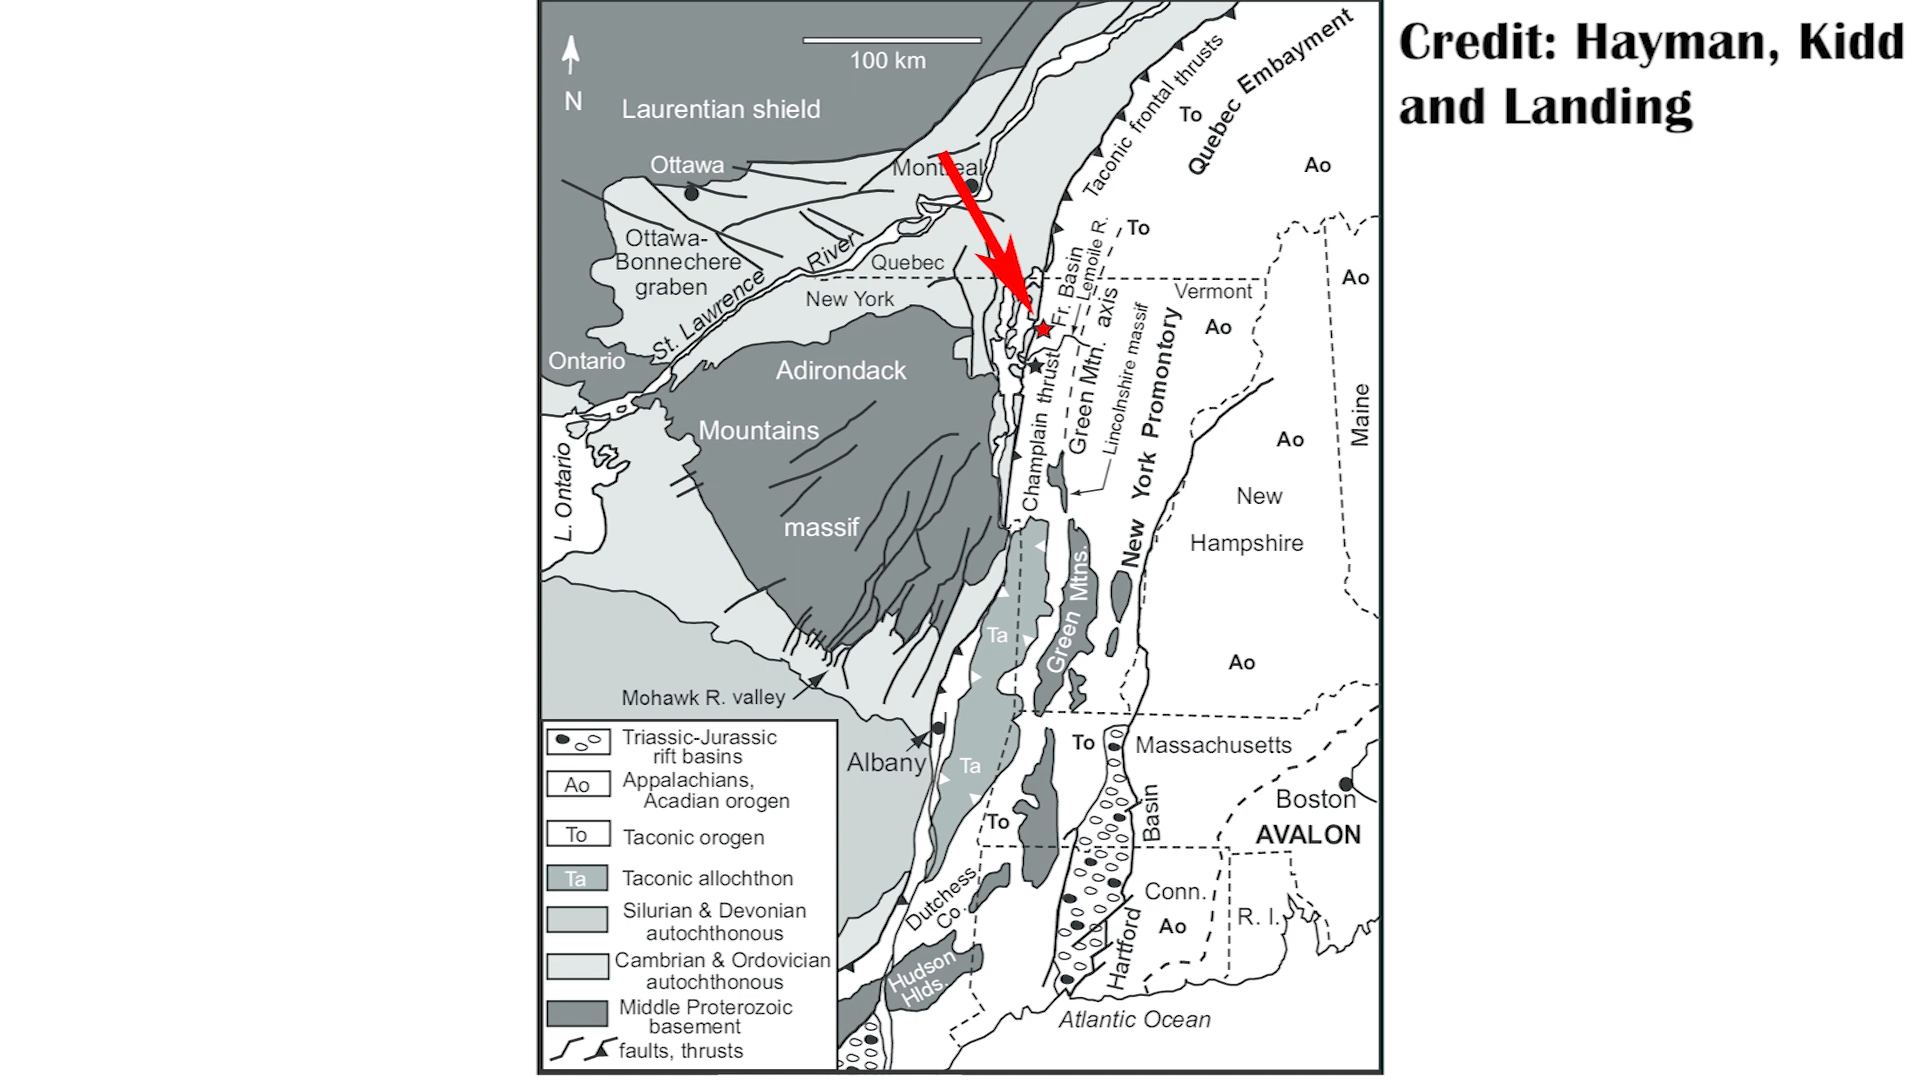 Credit: Hayman, Kidd
and Landing
100 km
N
Laurentian shield
Ottawa
Montreal
Ottawa-
Bonnechere
graben
St. Lawrence River
Quebec
New York
Ontario
L. Ontario
Adirondack
Mountains
massif
Taconic frontal thrusts
Quebec Embayment
To
Ao
To
Fr. Basin
Lemoile R.
Green Mtn. axis
Lincolnshire massif
Champlain thrust
New York Promontory
Vermont
Ao
Ao
Maine
Ao
New
Hampshire
Green Mtns.
Ta
Ao
Mohawk R. valley
Albany
Ta
To
Massachusetts
Boston
AVALON
To
Hartford Basin
Dutchess
Co.
Conn.
Ao
R. I.
Hudson
Hlds.
Atlantic Ocean
Triassic-Jurassic
rift basins
Ao
Appalachians,
Acadian orogen
To
Taconic orogen
Ta
Taconic allochthon
Silurian & Devonian
autochthonous
Cambrian & Ordovician
autochthonous
Middle Proterozoic
basement
faults, thrusts